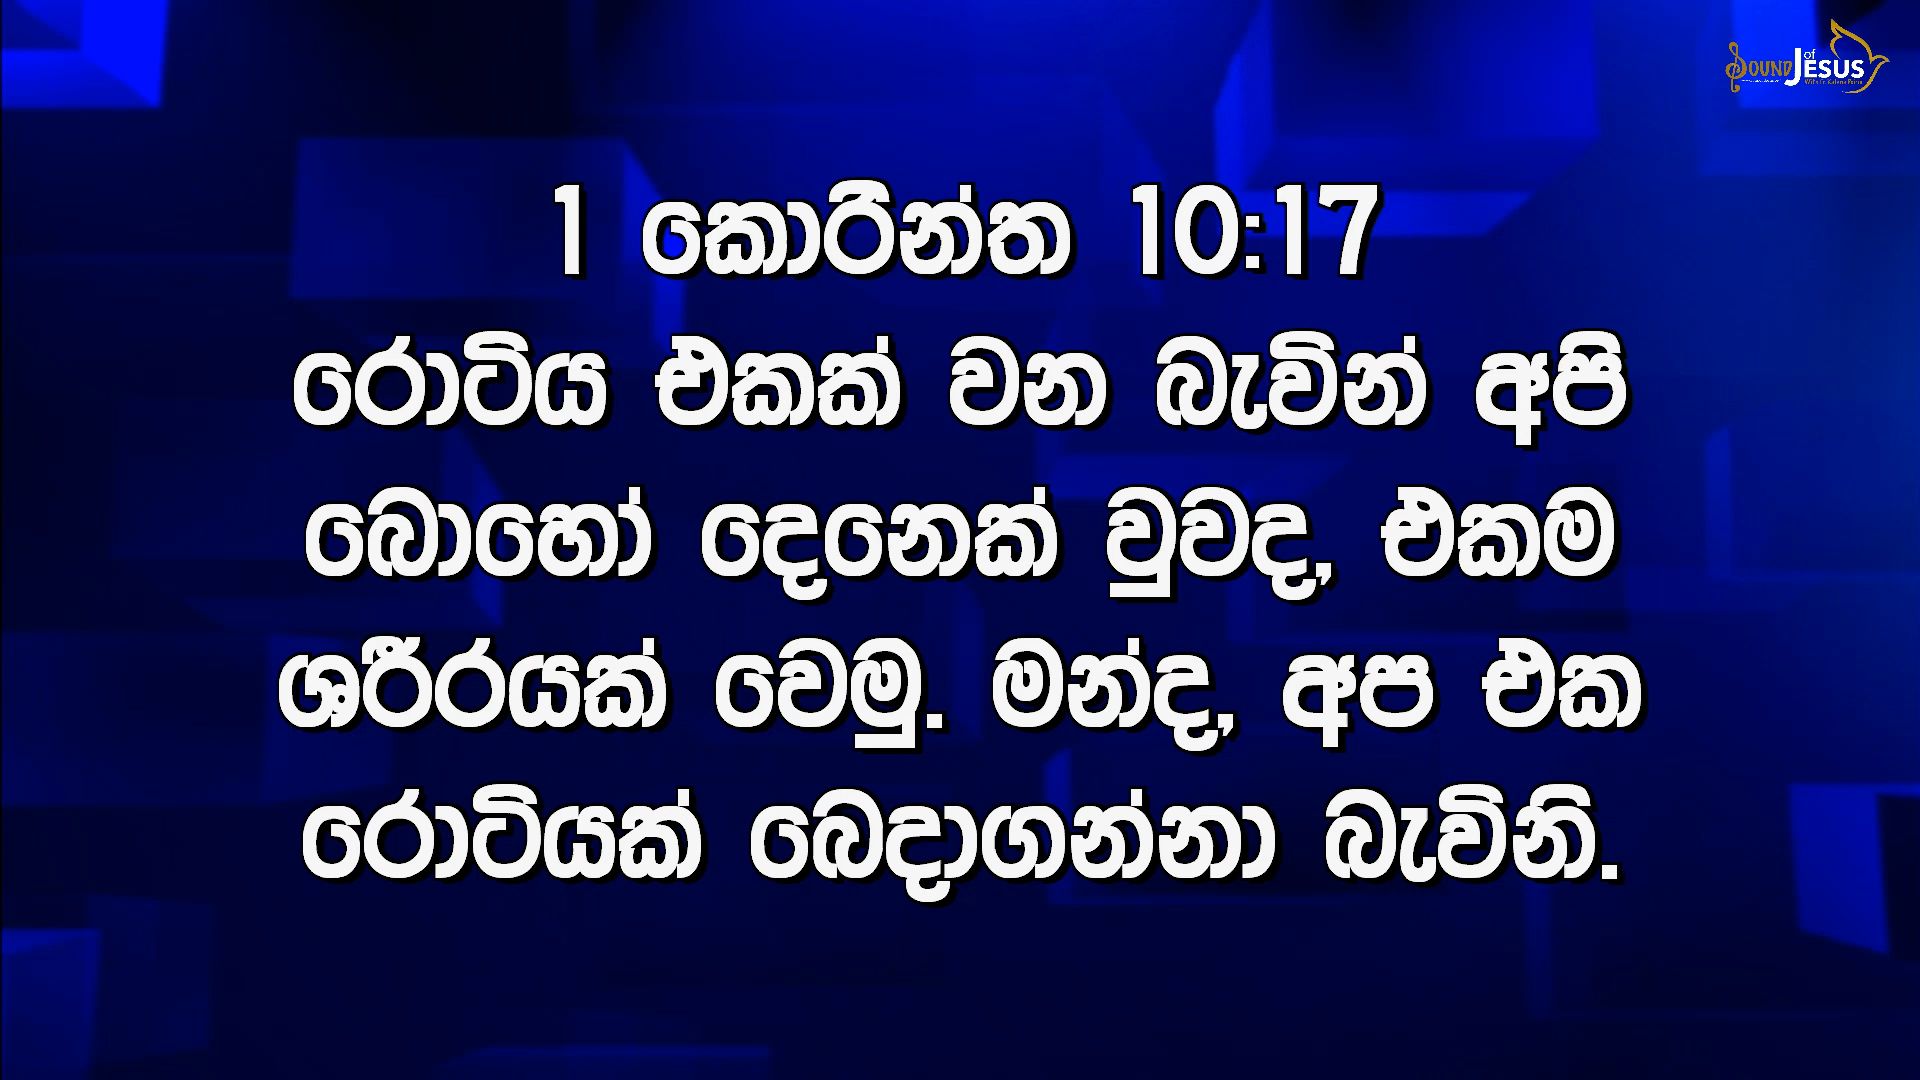 Sound of Jesus
1 කොරින්ත 10:17
රොටිය එකක් වන බැවින් අපි
බොහෝ දෙනෙක් වුවද, එකම
ශරීරයක් වෙමු. මන්ද, අප එක
රොටියක් බෙදාගන්නා බැවිනි.